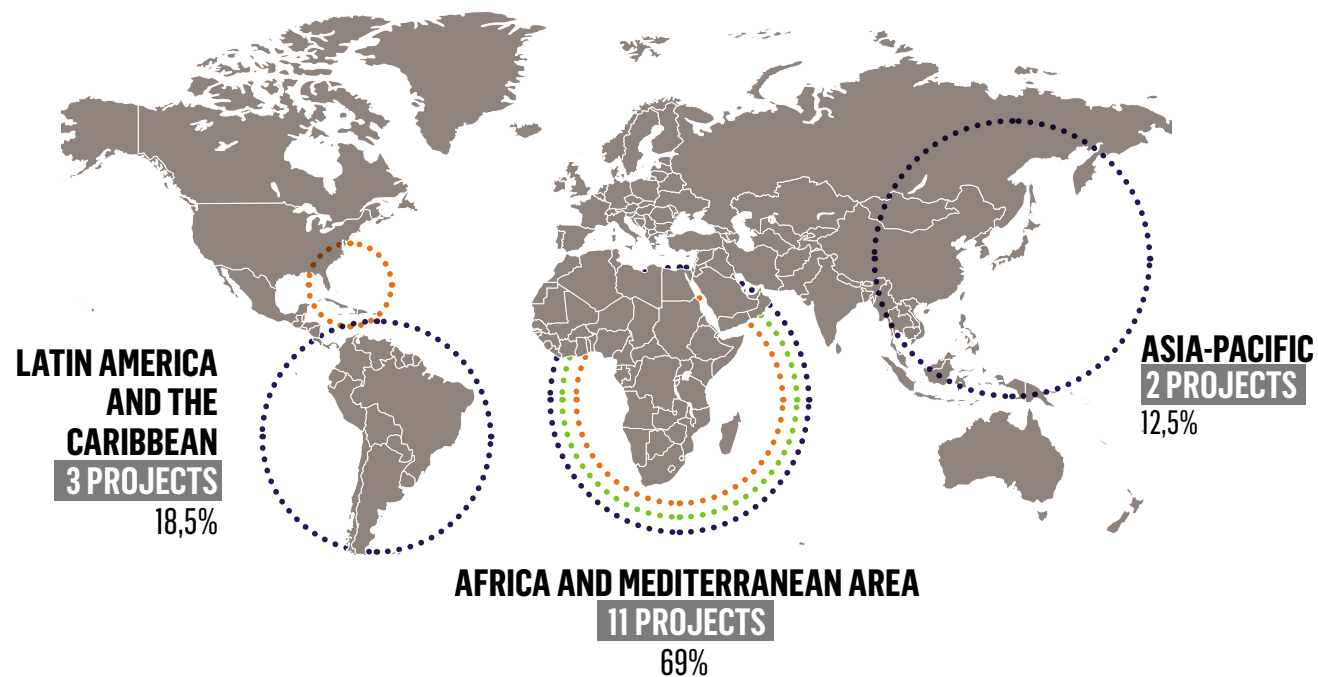 LATIN AMERICA
AND THE
CARIBBEAN
3 PROJECTS
18,5%
AFRICA AND MEDITERRANEAN AREA
11 PROJECTS
69%
ASIA-PACIFIC
2 PROJECTS
12,5%